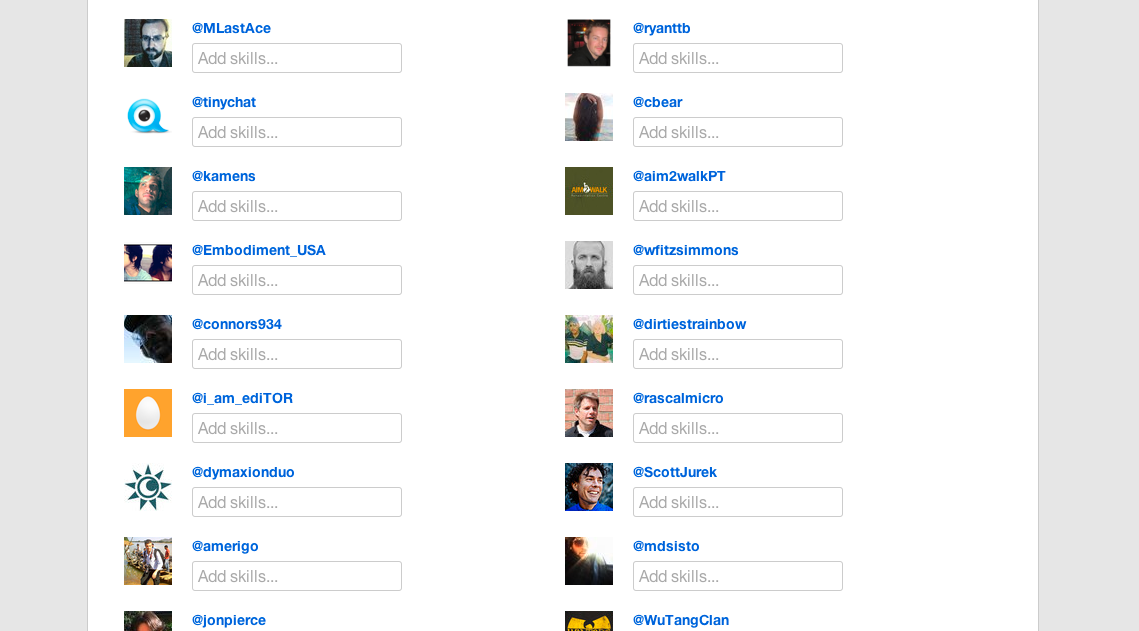 @MLastAce
Add skills...
@ryanttb
Add skills...
@tinychat
Add skills...
@cbear
Add skills...
@kamens
Add skills...
@aim2walkPT
AIM2WALK
Add skills...
@Embodiment_USA
Add skills...
@wfitzsimmons
Add skills...
@connors934
Add skills...
@dirtiestrainbow
Add skills...
@i_am_ediTOR
Add skills...
@rascalmicro
Add skills...
@dymaxionduo
Add skills...
@ScottJurek
Add skills...
@amerigo
Add skills...
@mdsisto
Add skills...
@jonpierce
@WuTangClan